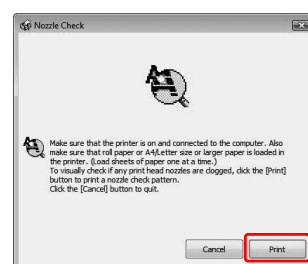 Nozzle Check
Make sure that the printer is on and connected to the computer. Also
make sure that roll paper or A4/Letter size or larger paper is loaded in
the printer. (Load sheets of paper one at a time.)
To visually check if any print head nozzles are clogged, click the [Print]
button to print a nozzle check pattern.
Click the [Cancel] button to quit.
Cancel
Print